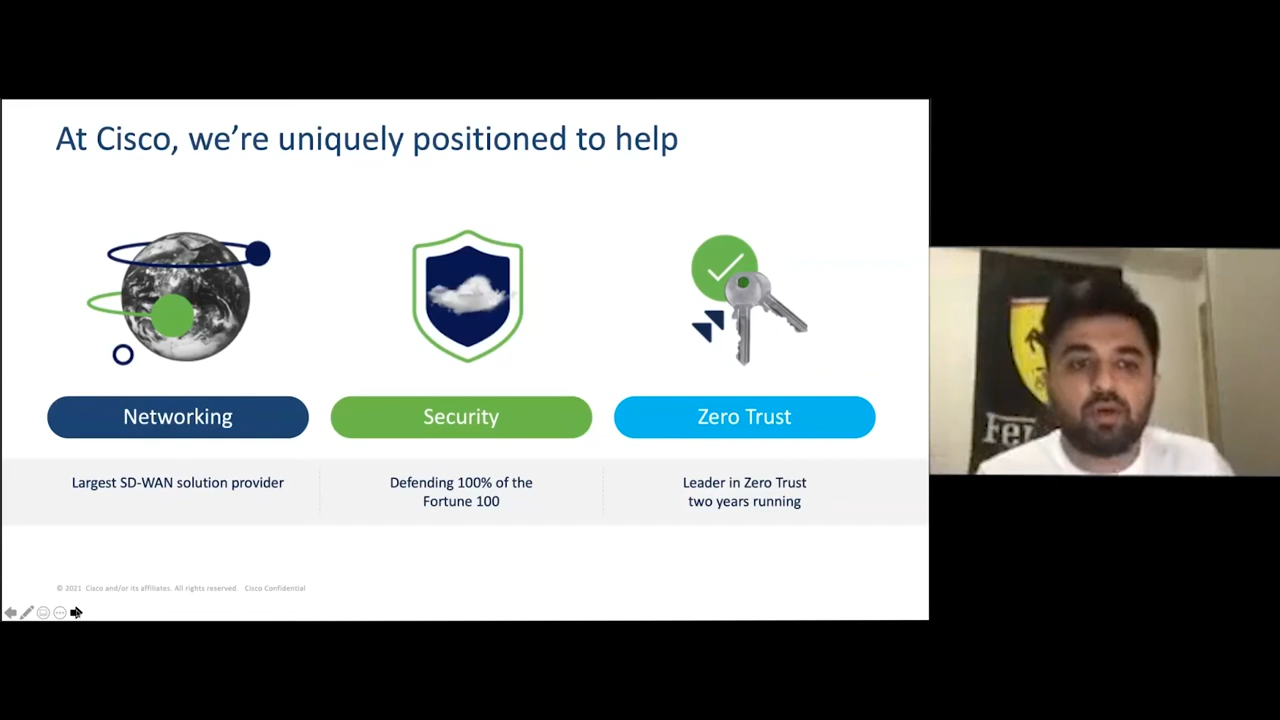 At Cisco, we're uniquely positioned to help
Networking
Security
Zero Trust
Largest SD-WAN solution provider
Defending 100% of the
Fortune 100
Leader in Zero Trust
two years running
© 2021 Cisco and/or its affiliates. All rights reserved. Cisco Confidential